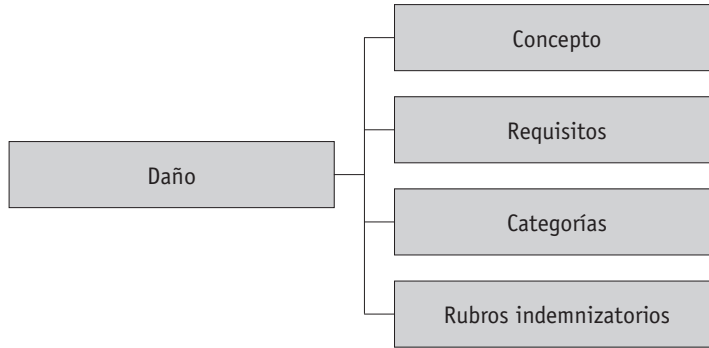 Daño
Concepto
Requisitos
Categorías
Rubros indemnizatorios